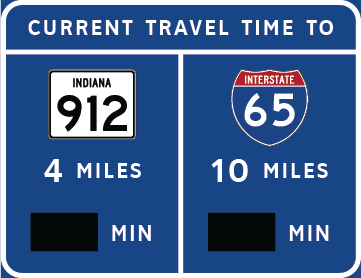 CURRENT TRAVEL TIME TO
INDIANA
912
4 MILES
MIN
INTERSTATE
65
10 MILES
MIN